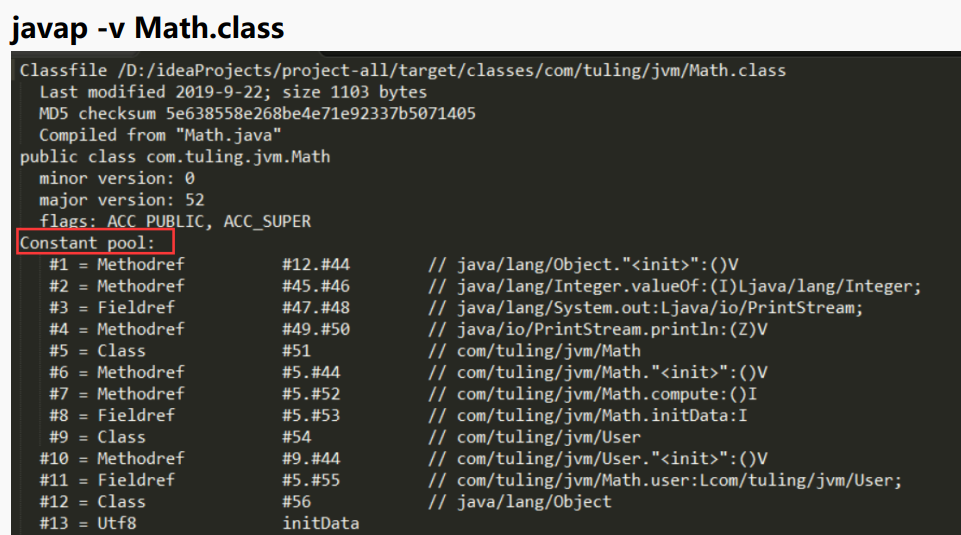 javap -v Math.class
Classfile /D:/ideaProjects/project-all/target/classes/com/tuling/jvm/Math.class
Last modified 2019-9-22; size 1103 bytes
MD5 checksum 5e638558e268be4e71e92337b5071405
Compiled from "Math.java"
public class com.tuling.jvm.Math
minor version: 0
major version: 52
flags: ACC_PUBLIC, ACC_SUPER
Constant pool:
#1 = Methodref #12.#44 // java/lang/Object."<init>":()V
#2 = Methodref #45.#46 // java/lang/Integer.valueOf:(I)Ljava/lang/Integer;
#3 = Fieldref #47.#48 // java/lang/System.out:Ljava/io/PrintStream;
#4 = Methodref #49.#50 // java/io/PrintStream.println:(Z)V
#5 = Class #51 // com/tuling/jvm/Math
#6 = Methodref #5.#44 // com/tuling/jvm/Math."<init>":()V
#7 = Methodref #5.#52 // com/tuling/jvm/Math.compute:()I
#8 = Fieldref #5.#53 // com/tuling/jvm/Math.initData:I
#9 = Class #54 // com/tuling/jvm/User
#10 = Methodref #9.#44 // com/tuling/jvm/User."<init>":()V
#11 = Fieldref #5.#55 // com/tuling/jvm/Math.user:Lcom/tuling/jvm/User;
#12 = Class #56 // java/lang/Object
#13 = Utf8 initData